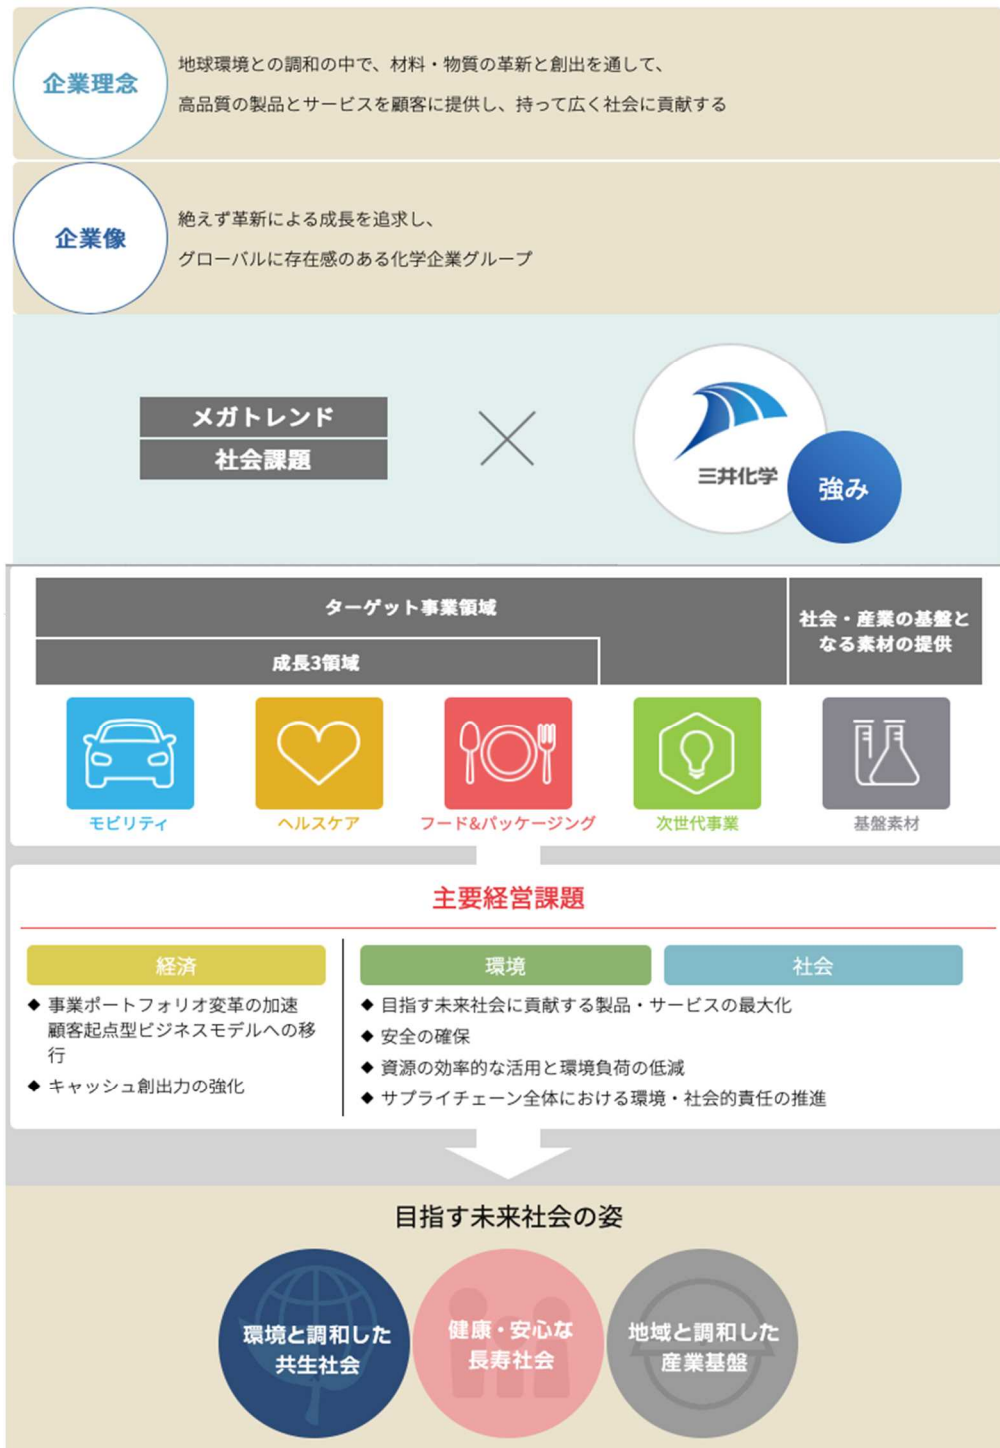 企業理念
地球環境との調和の中で、材料・物質の革新と創出を通して、
高品質の製品とサービスを顧客に提供し、持って広く社会に貢献する
企業像
絶えず革新による成長を追求し、
グローバルに存在感のある化学企業グループ
メガトレンド
社会課題
三井化学
強み
ターゲット事業領域
成長3領域
社会・産業の基盤と
なる素材の提供
モビリティ
ヘルスケア
フード&パッケージング
次世代事業
基盤素材
主要経営課題
経済
◆ 事業ポートフォリオ変革の加速
顧客起点型ビジネスモデルへの移
行
◆ キャッシュ創出力の強化
環境
社会
◆ 目指す未来社会に貢献する製品・サービスの最大化
◆ 安全の確保
◆ 資源の効率的な活用と環境負荷の低減
◆ サプライチェーン全体における環境・社会的責任の推進
目指す未来社会の姿
環境と調和した
共生社会
健康・安心な
長寿社会
地域と調和した
産業基盤